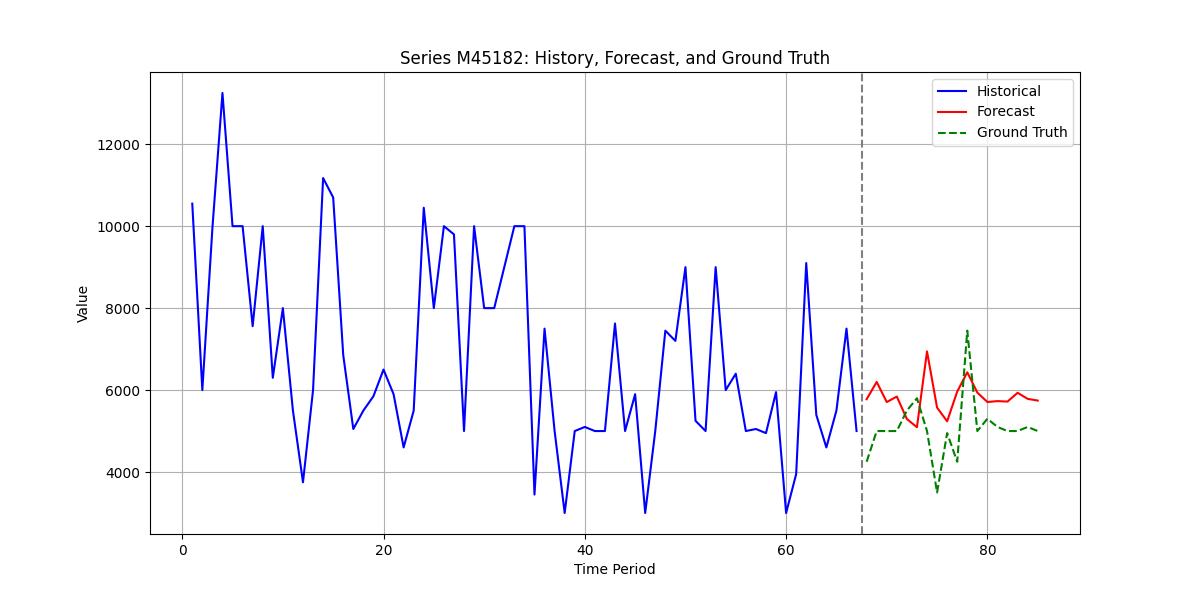 Series M45182: History, Forecast, and Ground Truth
Historical
Forecast
Ground Truth
12000
10000
8000
6000
4000
Value
0
20
40
60
80
Time Period